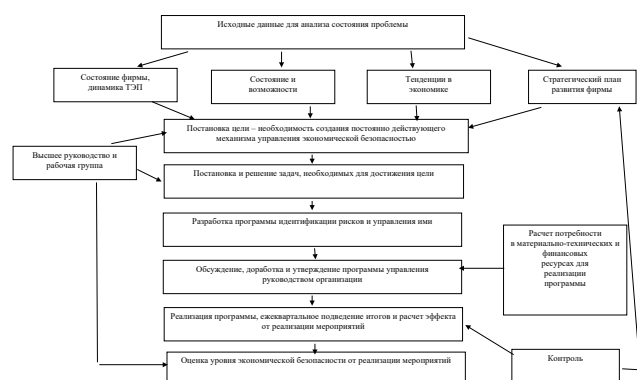 Исходные данные для анализа состояния проблемы
Состояние фирмы,
динамика ТЭП
Состояние и
возможности
Тенденции в
экономике
Стратегический план
развития фирмы
Постановка цели – необходимость создания постоянно действующего
механизма управления экономической безопасностью
Высшее руководство и
рабочая группа
Постановка и решение задач, необходимых для достижения цели
Разработка программы идентификации рисков и управления ими
Расчет потребности
в материально-технических и
финансовых
ресурсах для
реализации
программы
Обсуждение, доработка и утверждение программы управления
руководством организации
Реализация программы, ежеквартальное подведение итогов и расчет эффекта
от реализации мероприятий
Оценка уровня экономической безопасности от реализации мероприятий
Контроль